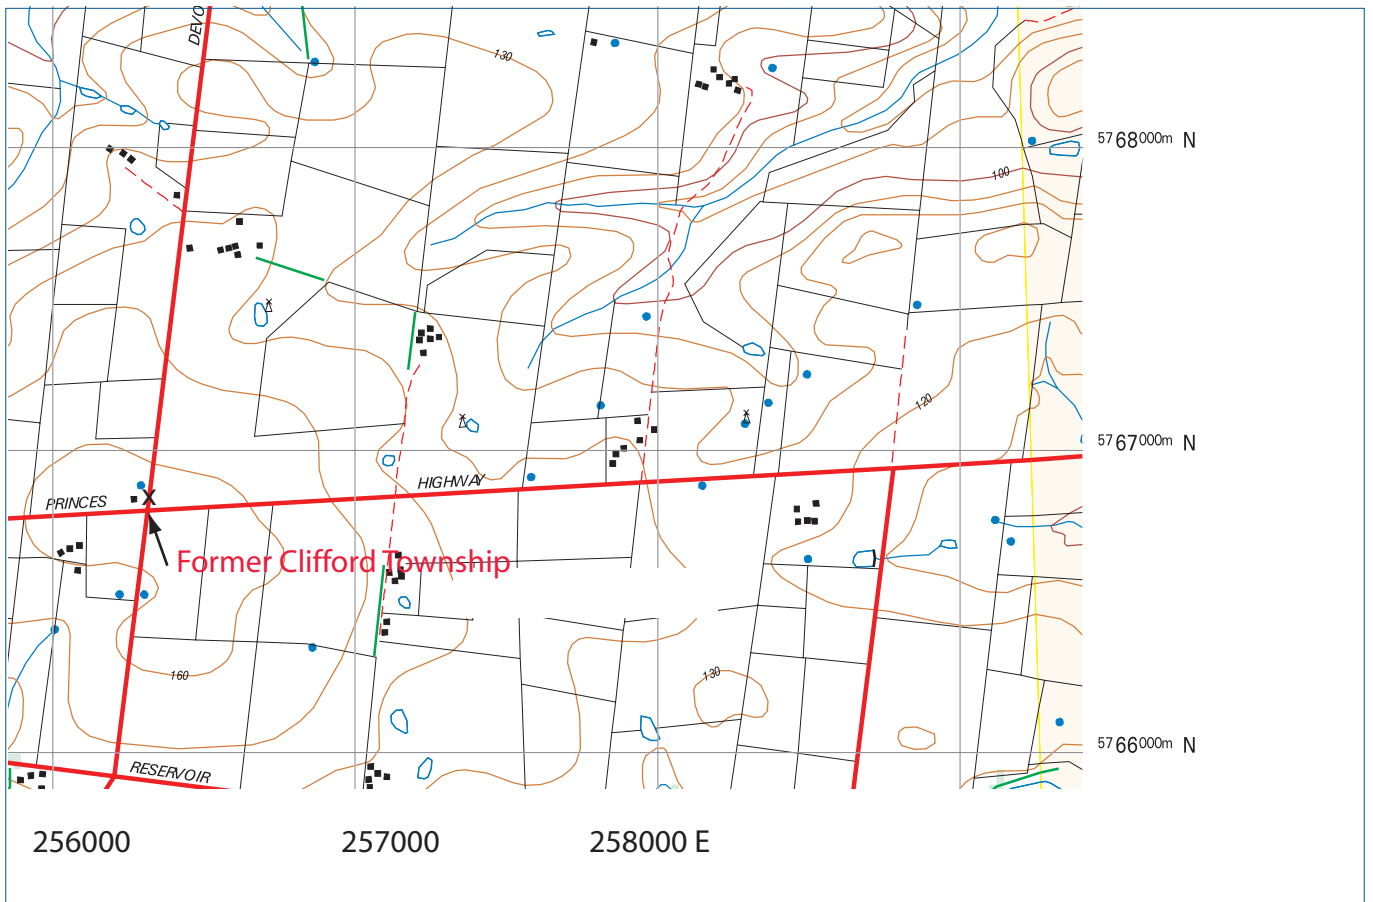 DEVO
130
5768000m N
100
120
5767000m N
HIGHWAY
PRINCES
X
Former Clifford Township
160
130
5766000m N
RESERVOIR
256000 257000 258000 E